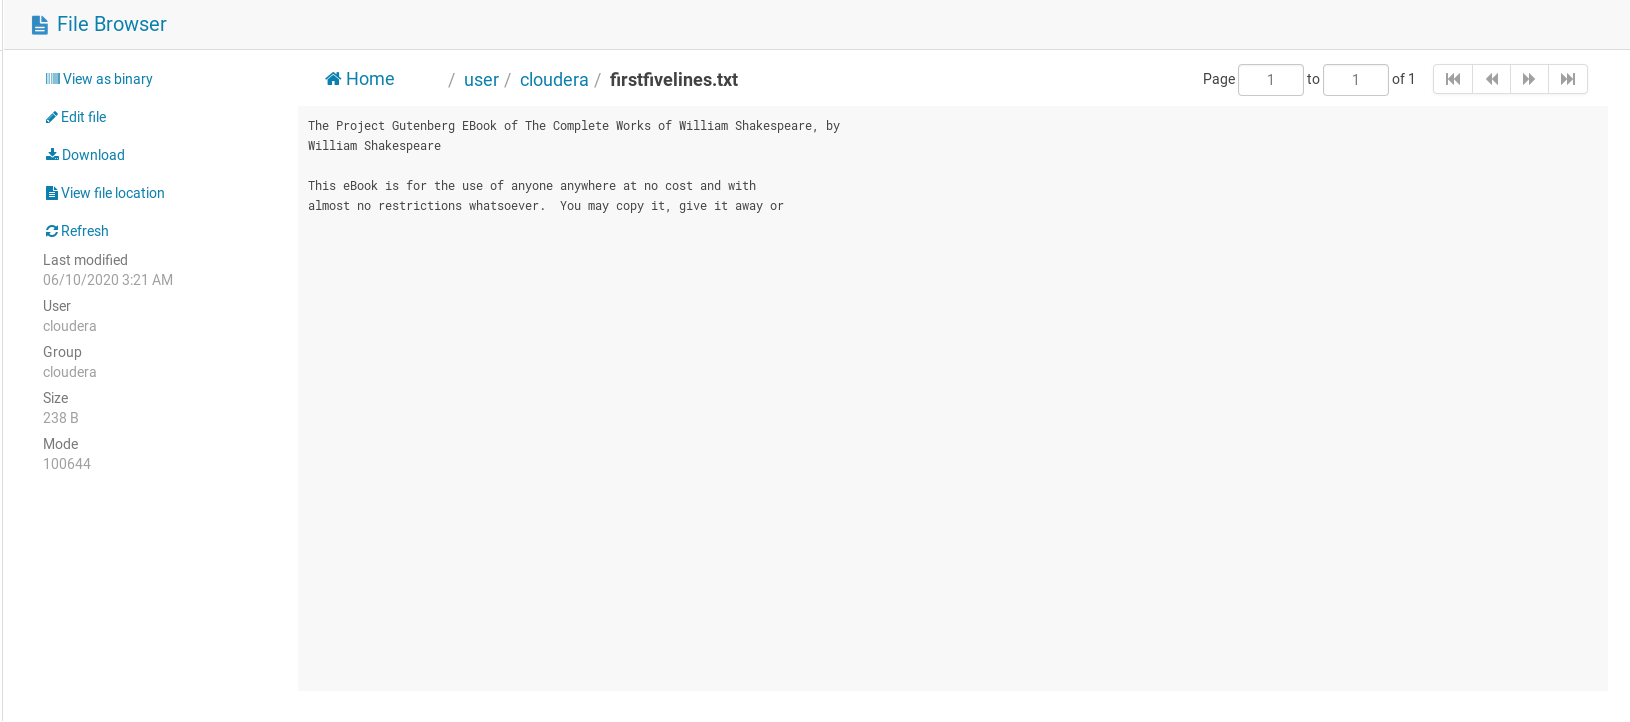 File Browser
View as binary
Edit file
Download
View file location
Refresh
Last modified
06/10/2020 3:21 AM
User
cloudera
Group
cloudera
Size
238 B
Mode
100644
Home / user / cloudera / firstfivelines.txt
Page 1 to 1 of 1
The Project Gutenberg EBook of The Complete Works of William Shakespeare, by
William Shakespeare
This eBook is for the use of anyone anywhere at no cost and with
almost no restrictions whatsoever.  You may copy it, give it away or